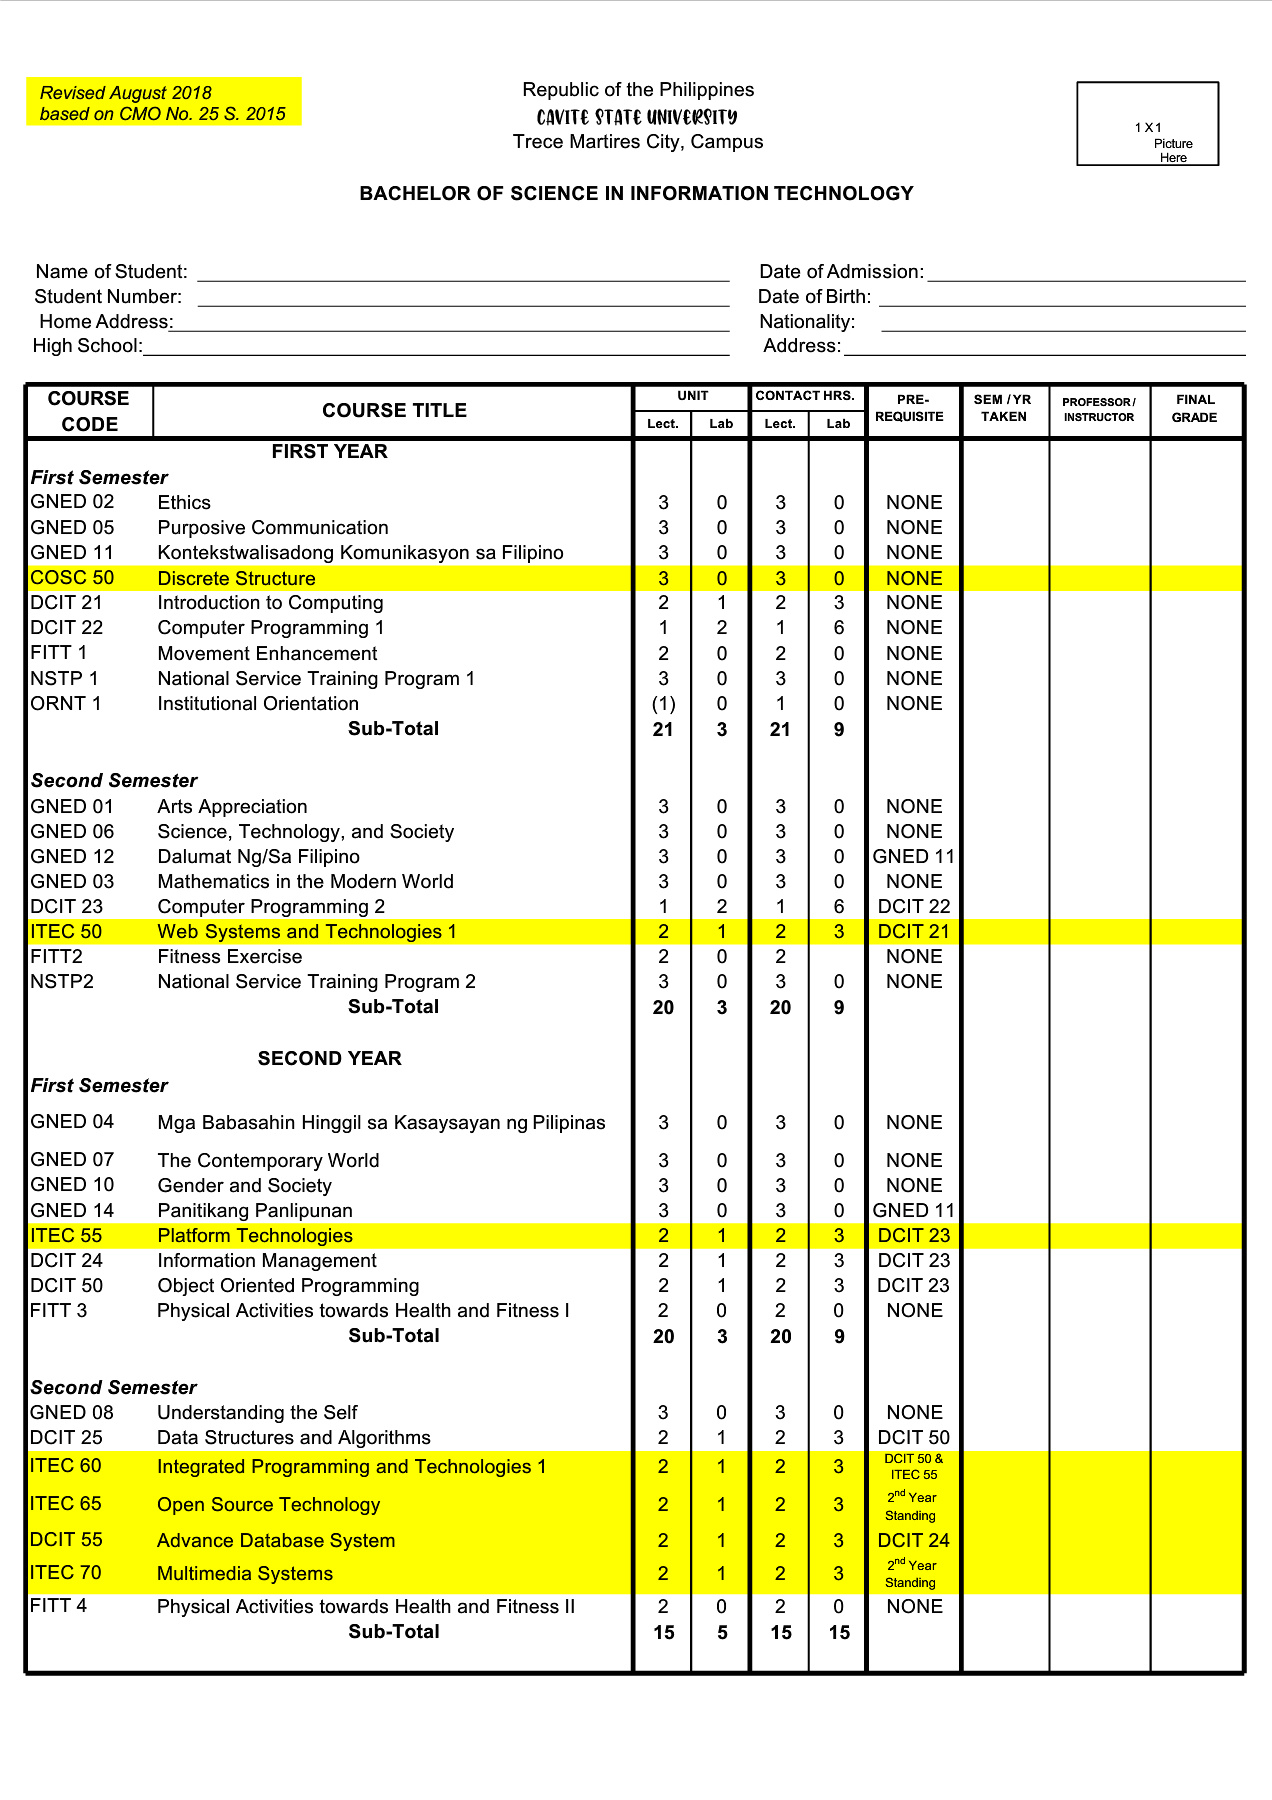 Revised August 2018
based on CMO No. 25 S. 2015
Republic of the Philippines
CAVITE STATE UNIVERSITY
Trece Martires City, Campus
1 X 1
Picture
Here
BACHELOR OF SCIENCE IN INFORMATION TECHNOLOGY
Name of Student: Date of Admission:
Student Number: Date of Birth:
Home Address: Nationality:
High School: Address:
COURSE CODE COURSE TITLE UNIT CONTACT HRS. PRE-REQUISITE SEM / YR TAKEN PROFESSOR / INSTRUCTOR FINAL GRADE
Lect. Lab Lect. Lab
FIRST YEAR
First Semester
GNED 02 Ethics 3 0 3 0 NONE
GNED 05 Purposive Communication 3 0 3 0 NONE
GNED 11 Kontekstwalisadong Komunikasyon sa Filipino 3 0 3 0 NONE
COSC 50 Discrete Structure 3 0 3 0 NONE
DCIT 21 Introduction to Computing 2 1 2 3 NONE
DCIT 22 Computer Programming 1 1 2 1 6 NONE
FITT 1 Movement Enhancement 2 0 2 0 NONE
NSTP 1 National Service Training Program 1 3 0 3 0 NONE
ORNT 1 Institutional Orientation (1) 0 1 0 NONE
Sub-Total 21 3 21 9
Second Semester
GNED 01 Arts Appreciation 3 0 3 0 NONE
GNED 06 Science, Technology, and Society 3 0 3 0 NONE
GNED 12 Dalumat Ng/Sa Filipino 3 0 3 0 GNED 11
GNED 03 Mathematics in the Modern World 3 0 3 0 NONE
DCIT 23 Computer Programming 2 1 2 1 6 DCIT 22
ITEC 50 Web Systems and Technologies 1 2 1 2 3 DCIT 21
FITT2 Fitness Exercise 2 0 2 NONE
NSTP2 National Service Training Program 2 3 0 3 0 NONE
Sub-Total 20 3 20 9
SECOND YEAR
First Semester
GNED 04 Mga Babasahin Hinggil sa Kasaysayan ng Pilipinas 3 0 3 0 NONE
GNED 07 The Contemporary World 3 0 3 0 NONE
GNED 10 Gender and Society 3 0 3 0 NONE
GNED 14 Panitikang Panlipunan 3 0 3 0 GNED 11
ITEC 55 Platform Technologies 2 1 2 3 DCIT 23
DCIT 24 Information Management 2 1 2 3 DCIT 23
DCIT 50 Object Oriented Programming 2 1 2 3 DCIT 23
FITT 3 Physical Activities towards Health and Fitness I 2 0 2 0 NONE
Sub-Total 20 3 20 9
Second Semester
GNED 08 Understanding the Self 3 0 3 0 NONE
DCIT 25 Data Structures and Algorithms 2 1 2 3 DCIT 50
ITEC 60 Integrated Programming and Technologies 1 2 1 2 3 DCIT 50 & ITEC 55
ITEC 65 Open Source Technology 2 1 2 3 2nd Year Standing
DCIT 55 Advance Database System 2 1 2 3 DCIT 24
ITEC 70 Multimedia Systems 2 1 2 3 2nd Year Standing
FITT 4 Physical Activities towards Health and Fitness II 2 0 2 0 NONE
Sub-Total 15 5 15 15